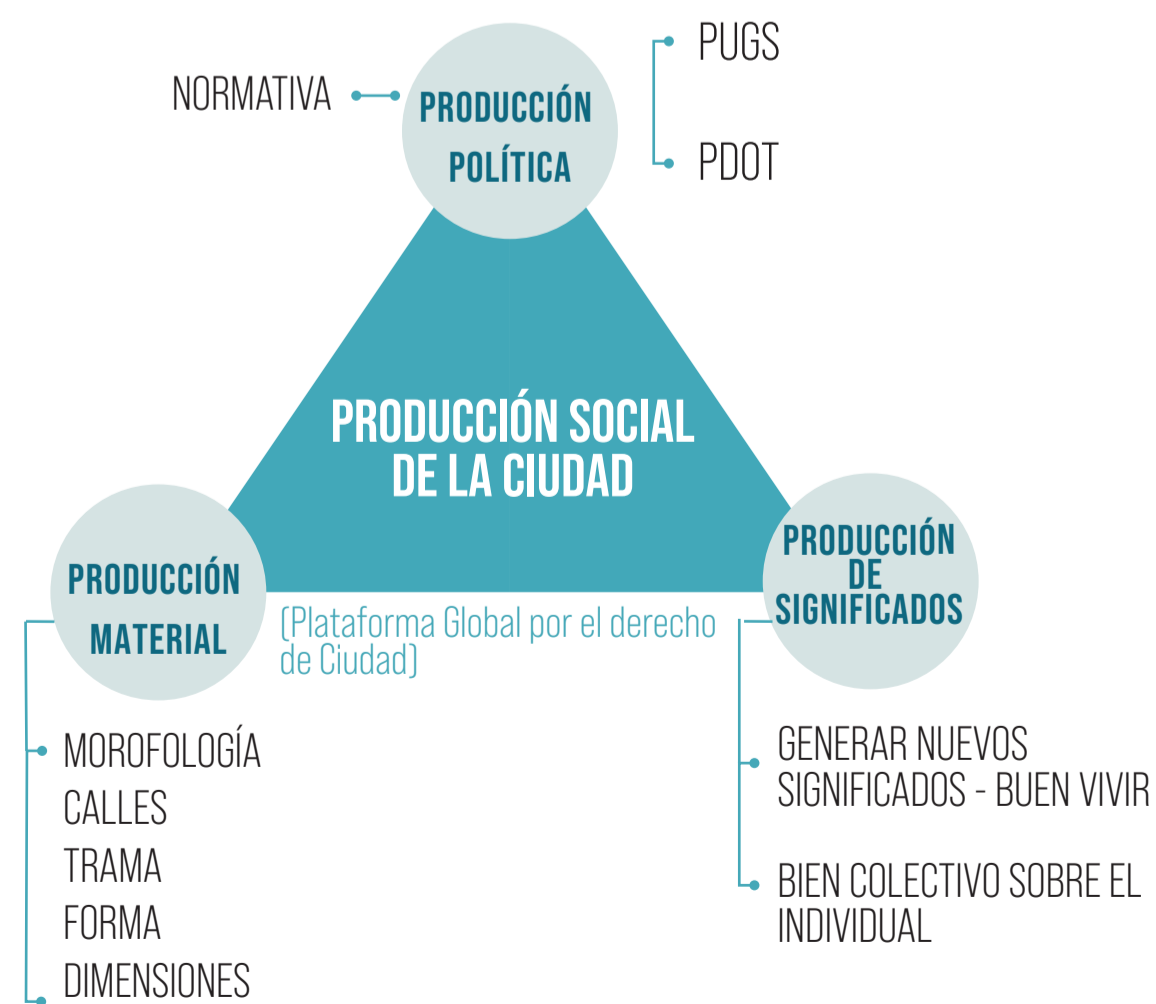 NORMATIVA
PRODUCCIÓN
POLÍTICA
PUGS
PDOT
PRODUCCIÓN SOCIAL
DE LA CIUDAD
PRODUCCIÓN
MATERIAL
(Plataforma Global por el derecho
de Ciudad)
PRODUCCIÓN
DE
SIGNIFICADOS
MOROFOLOGÍA
CALLES
TRAMA
FORMA
DIMENSIONES
GENERAR NUEVOS
SIGNIFICADOS - BUEN VIVIR
BIEN COLECTIVO SOBRE EL
INDIVIDUAL